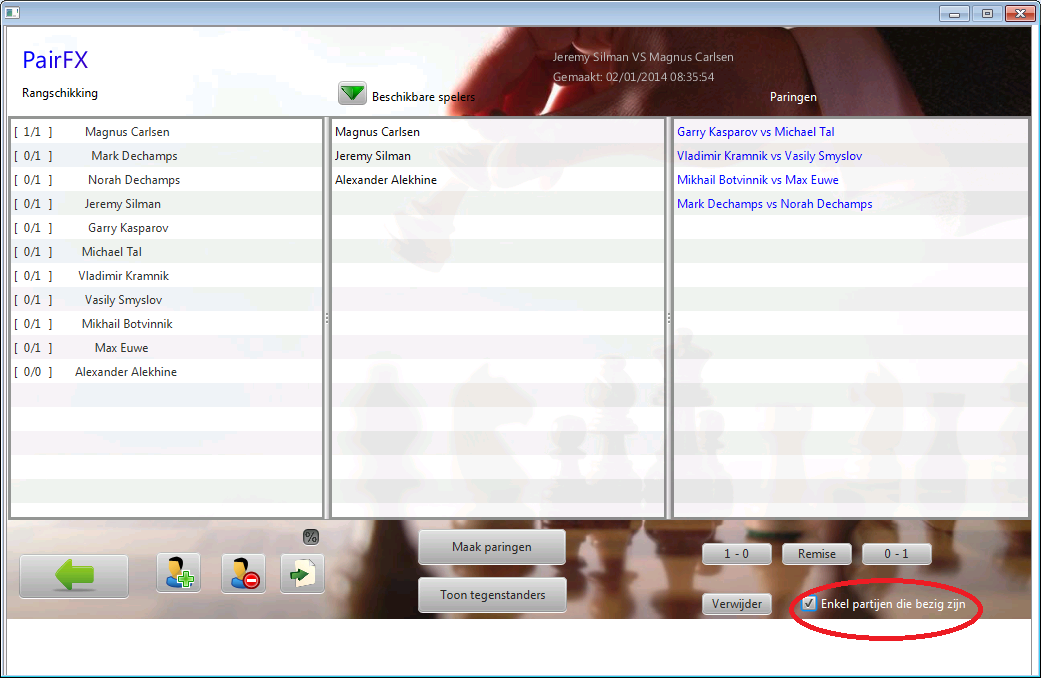 PairFX
Jeremy Silman VS Magnus Carlsen
Gemaakt: 02/01/2014 08:35:54
Rangschikking
Beschikbare spelers
Paringen
[ 1/1 ] Magnus Carlsen
[ 0/1 ] Mark Dechamps
[ 0/1 ] Norah Dechamps
[ 0/1 ] Jeremy Silman
[ 0/1 ] Garry Kasparov
[ 0/1 ] Michael Tal
[ 0/1 ] Vladimir Kramnik
[ 0/1 ] Vasily Smyslov
[ 0/1 ] Mikhail Botvinnik
[ 0/1 ] Max Euwe
[ 0/0 ] Alexander Alekhine
Magnus Carlsen
Jeremy Silman
Alexander Alekhine
Garry Kasparov vs Michael Tal
Vladimir Kramnik vs Vasily Smyslov
Mikhail Botvinnik vs Max Euwe
Mark Dechamps vs Norah Dechamps
%
Maak paringen
Toon tegenstanders
1 - 0
Remise
0 - 1
Verwijder
Enkel partijen die bezig zijn